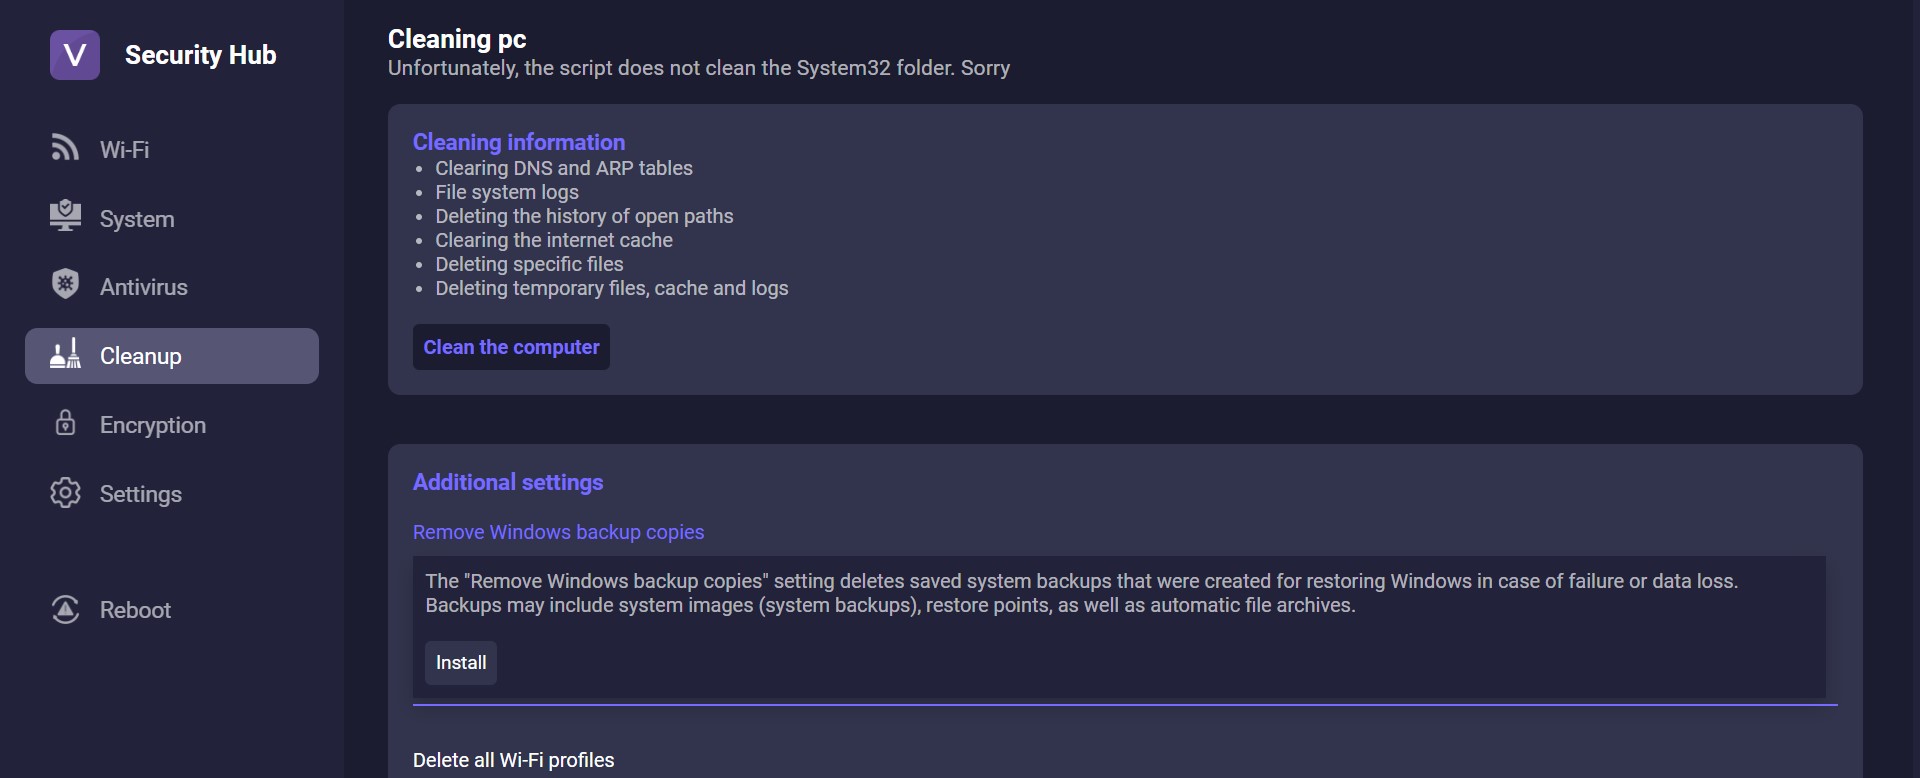 V
Security Hub
Wi-Fi
System
Antivirus
Cleanup
Encryption
Settings
Reboot
Cleaning pc
Unfortunately, the script does not clean the System32 folder. Sorry
Cleaning information
• Clearing DNS and ARP tables
• File system logs
• Deleting the history of open paths
• Clearing the internet cache
• Deleting specific files
• Deleting temporary files, cache and logs
Clean the computer
Additional settings
Remove Windows backup copies
The "Remove Windows backup copies" setting deletes saved system backups that were created for restoring Windows in case of failure or data loss.
Backups may include system images (system backups), restore points, as well as automatic file archives.
Install
Delete all Wi-Fi profiles